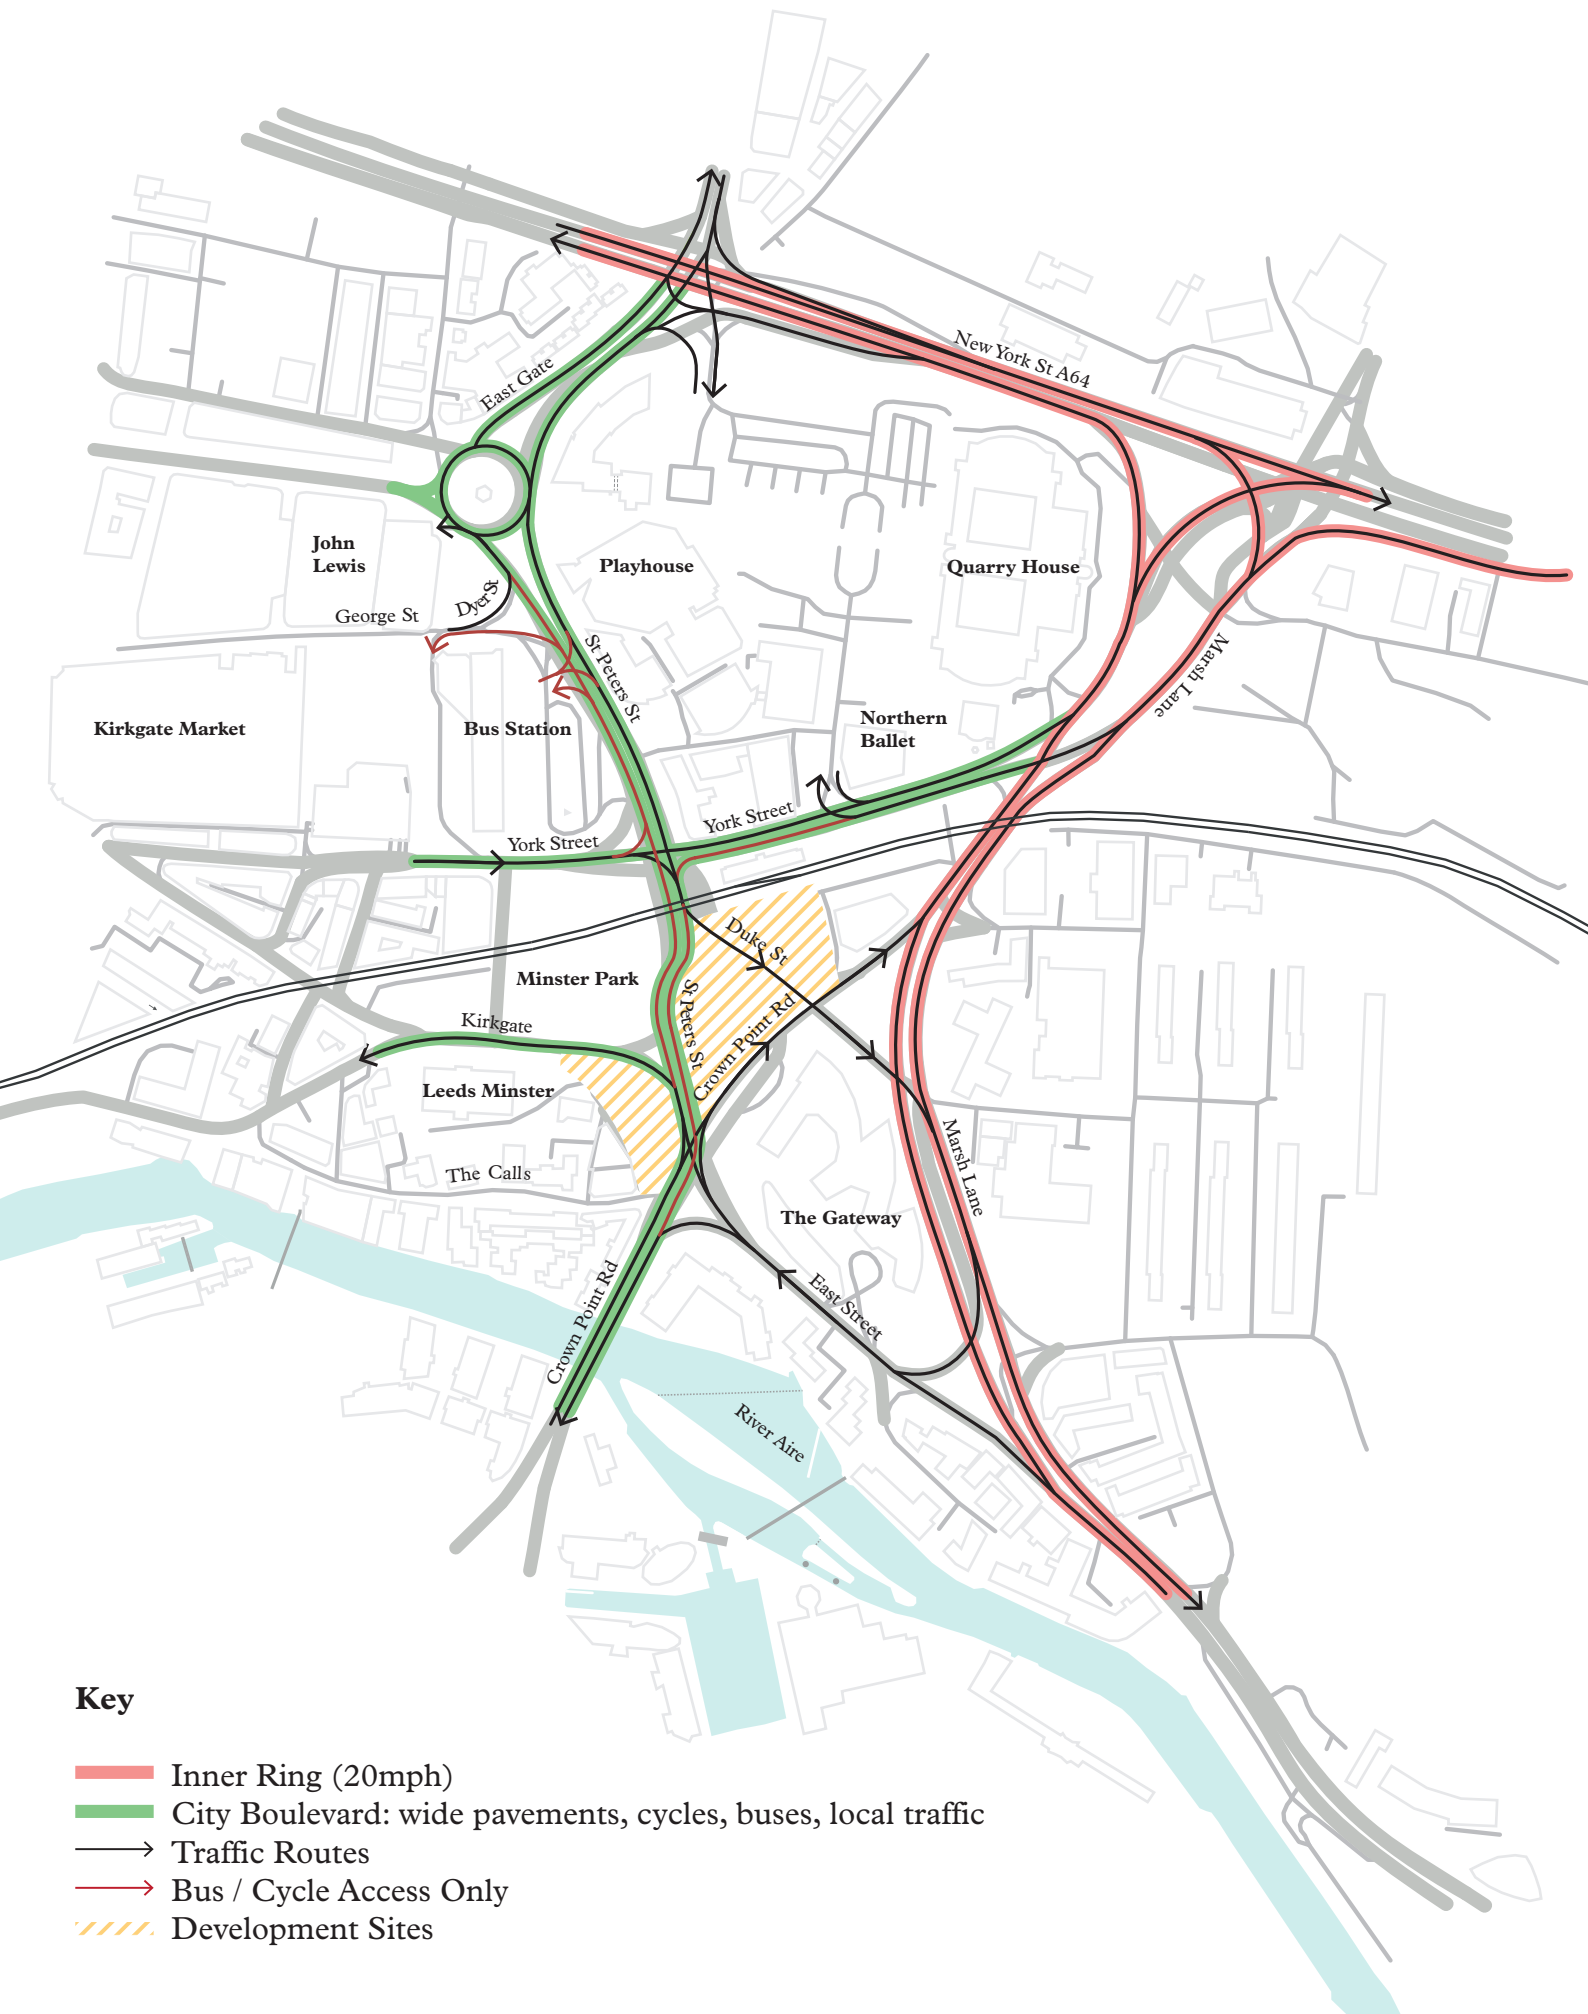 New York St A64
East Gate
John
Lewis
Playhouse
Quarry House
Dyer St
George St
St Peters St
Marsh Lane
Kirkgate Market
Bus Station
Northern
Ballet
York Street
York Street
Duke St
Minster Park
St Peters St
Crown Point Rd
Kirkgate
Leeds Minster
Marsh Lane
The Calls
The Gateway
East Street
Crown Point Rd
River Aire
Key
Inner Ring (20mph)
City Boulevard: wide pavements, cycles, buses, local traffic
Traffic Routes
Bus / Cycle Access Only
Development Sites